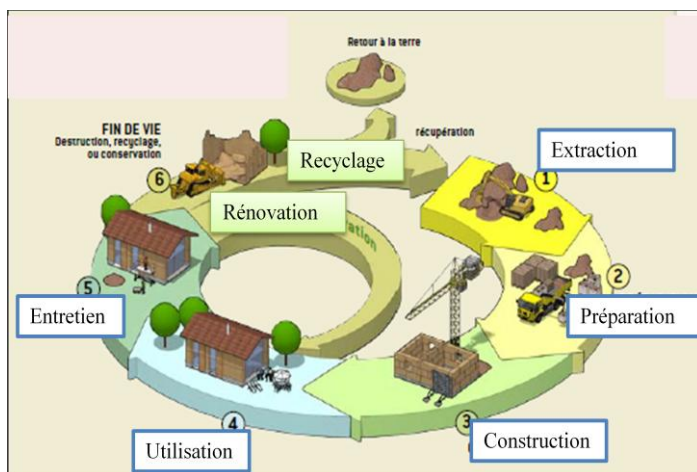 Retour à la terre
FIN DE VIE
Destruction, recyclage,
ou conservation
récupération
Extraction
1
Recyclage
6
Rénovation
2
5
Entretien
Préparation
4
Utilisation
3
Construction